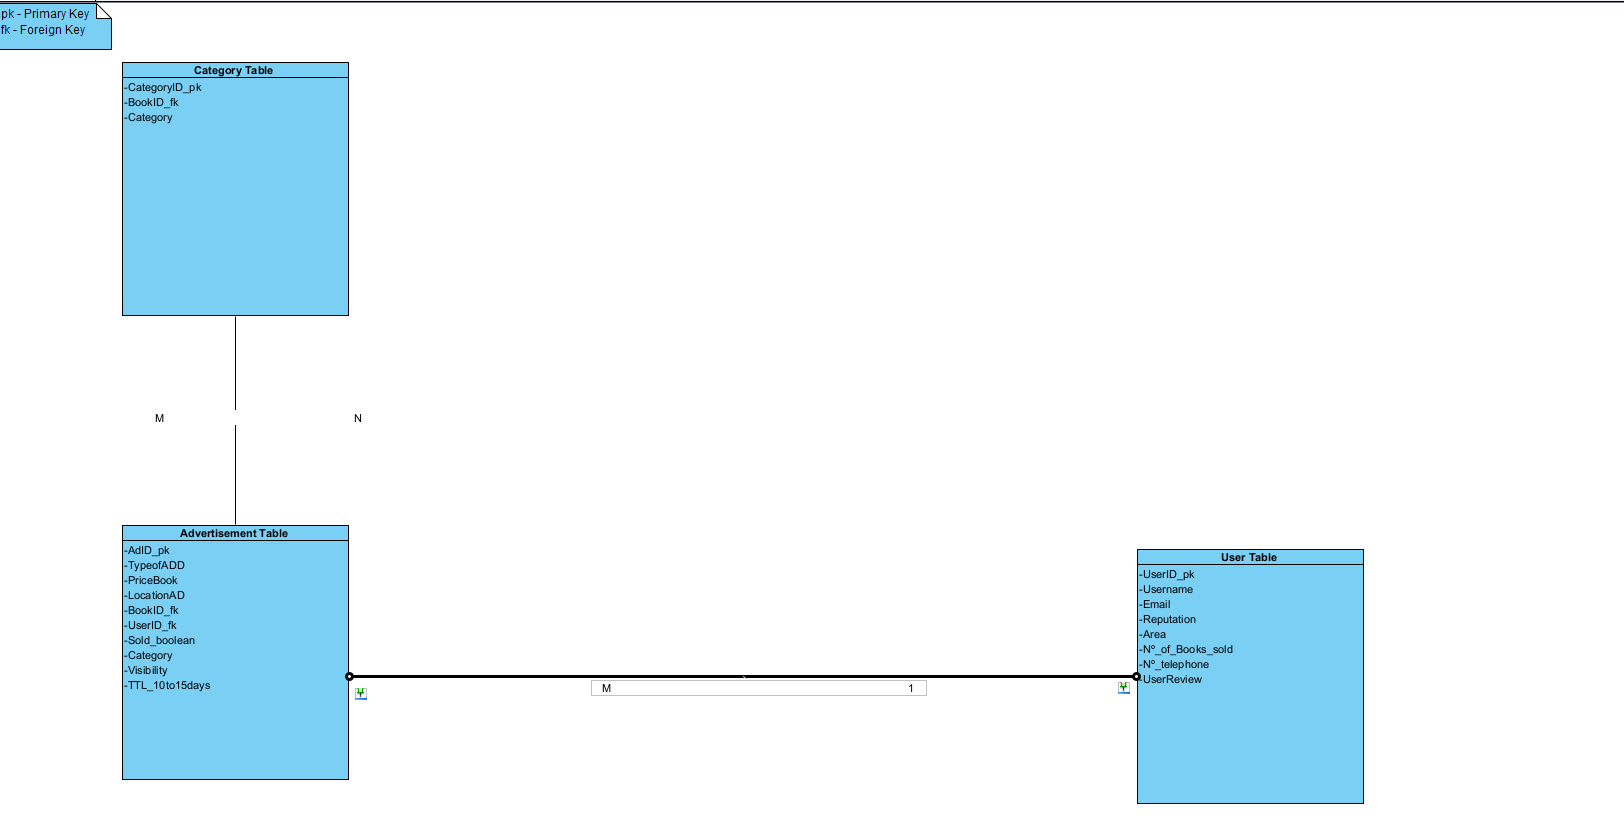 pk - Primary Key
fk - Foreign Key
Category Table
-CategoryID_pk
-BookID_fk
-Category
M N
Advertisement Table
-AdID_pk
-TypeofADD
-PriceBook
-LocationAD
-BookID_fk
-UserID_fk
-Sold_boolean
-Category
-Visibility
-TTL_10to15days
M 1
User Table
-UserID_pk
-Username
-Email
-Reputation
-Area
-Nº_of_Books_sold
-Nº_telephone
-UserReview